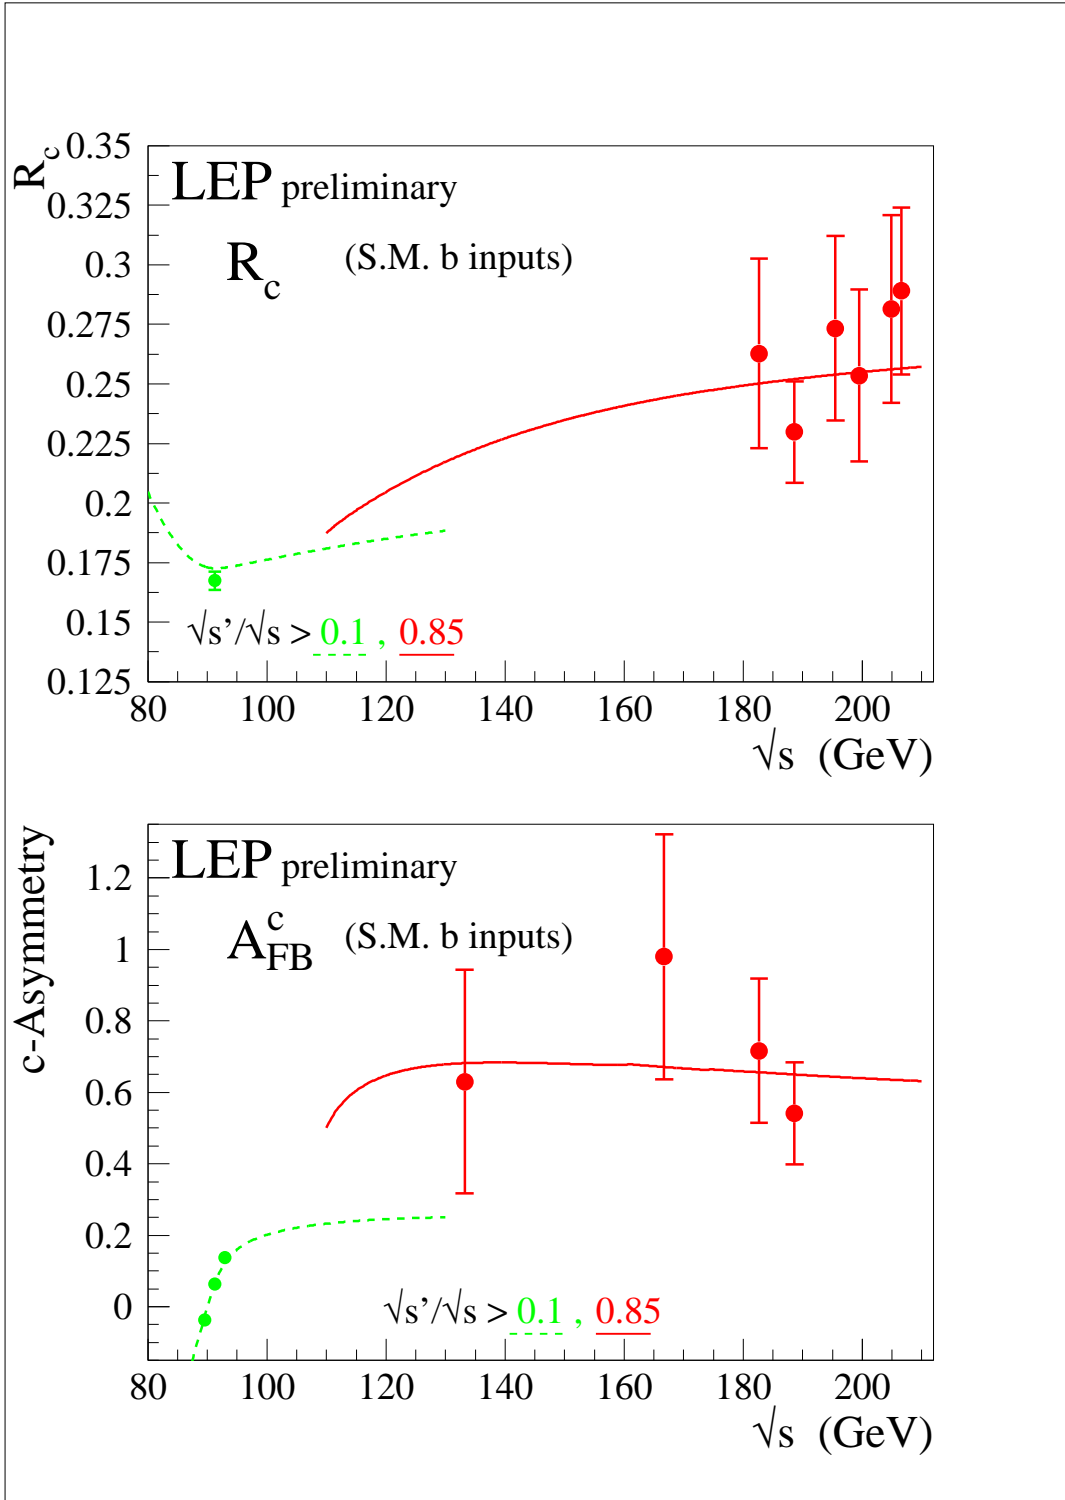 R_c
0.35
LEP preliminary
0.325
R_c (S.M. b inputs)
0.3
0.275
0.25
0.225
0.2
0.175
0.15
√s’/√s > 0.1 , 0.85
0.125
80 100 120 140 160 180 200
√s (GeV)
c-Asymmetry
LEP preliminary
1.2
A_FB^c (S.M. b inputs)
1
0.8
0.6
0.4
0.2
0
√s’/√s > 0.1 , 0.85
80 100 120 140 160 180 200
√s (GeV)